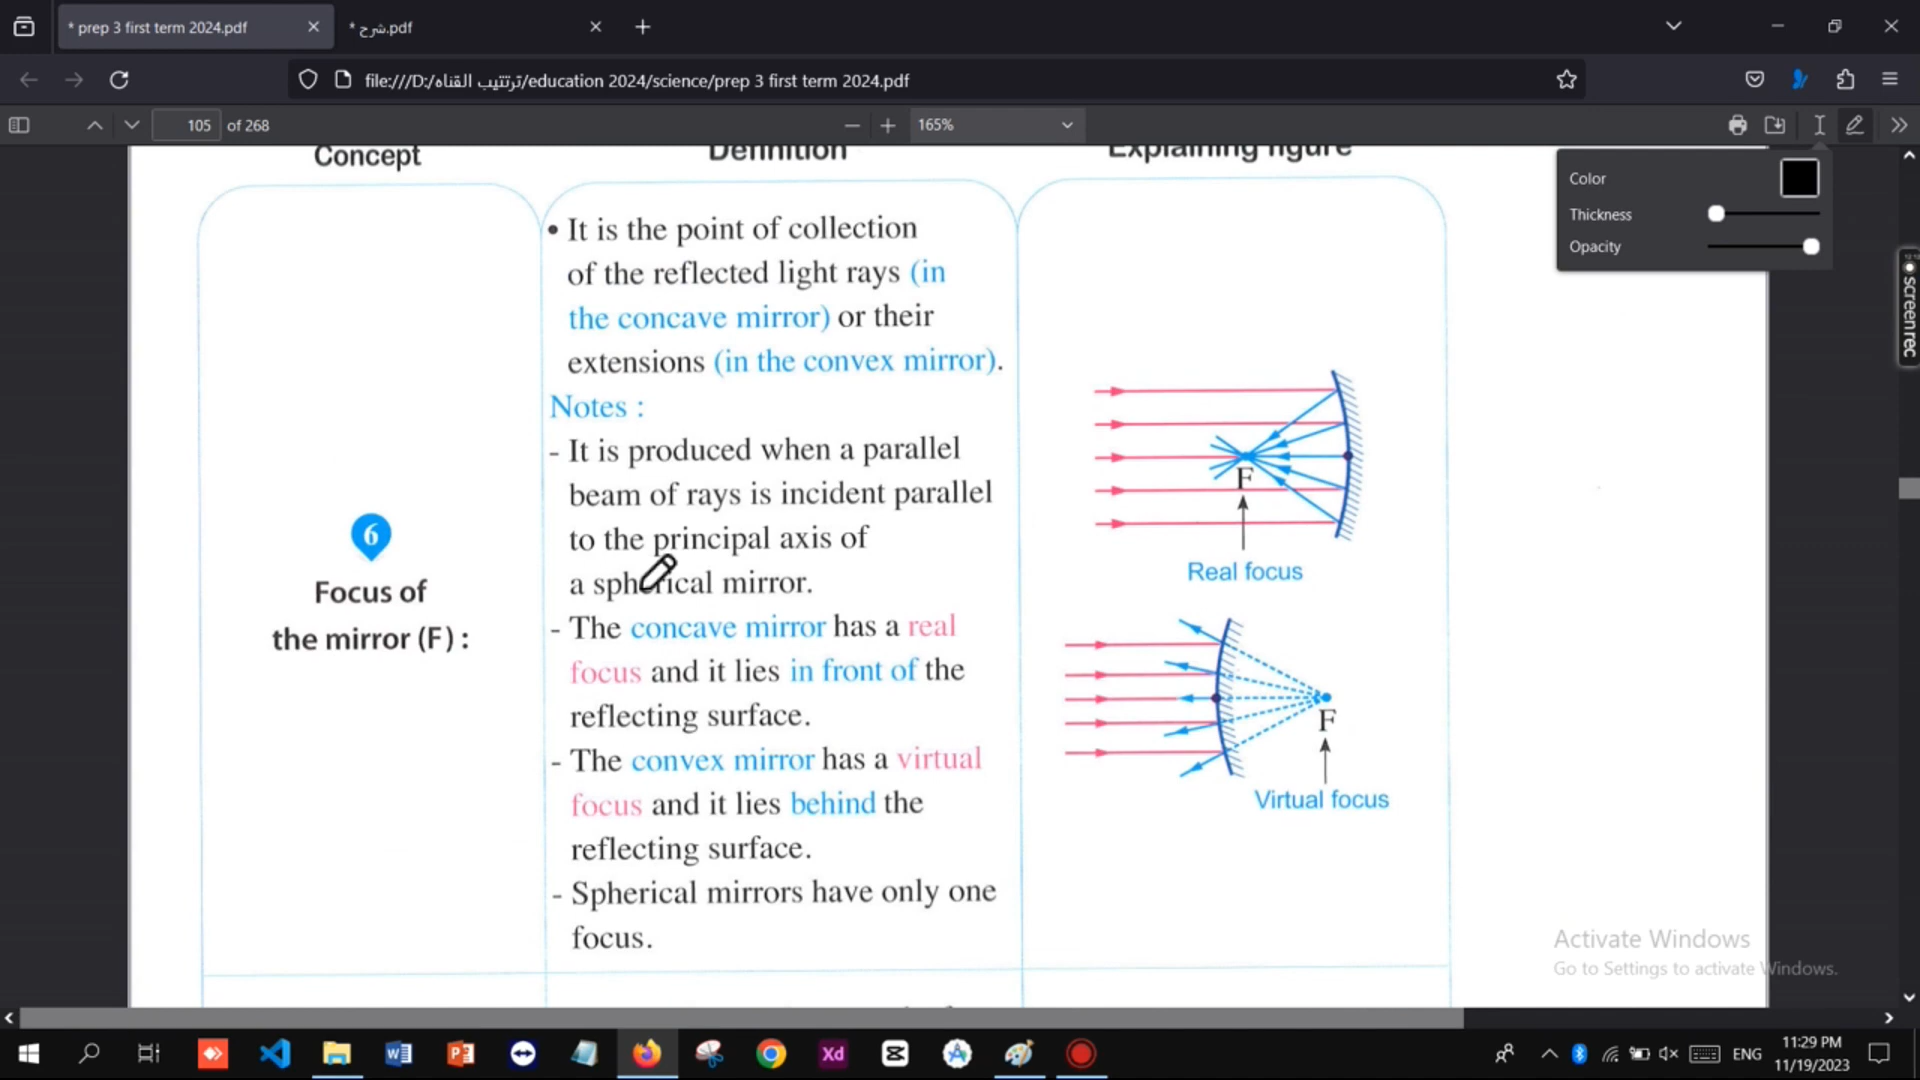 * prep 3 first term 2024.pdf
* شرح.pdf
file:///D:/ترتتيب القناه/education 2024/science/prep 3 first term 2024.pdf
105 of 268
165%
Color
Thickness
Opacity
Concept
Definition
Explaining figure
6
Focus of
the mirror (F) :
• It is the point of collection
of the reflected light rays (in
the concave mirror) or their
extensions (in the convex mirror).
Notes :
- It is produced when a parallel
beam of rays is incident parallel
to the principal axis of
a spherical mirror.
- The concave mirror has a real
focus and it lies in front of the
reflecting surface.
- The convex mirror has a virtual
focus and it lies behind the
reflecting surface.
- Spherical mirrors have only one
focus.
F
Real focus
F
Virtual focus
screenrec
Activate Windows
Go to Settings to activate Windows.
Xd
ENG
11:29 PM
11/19/2023